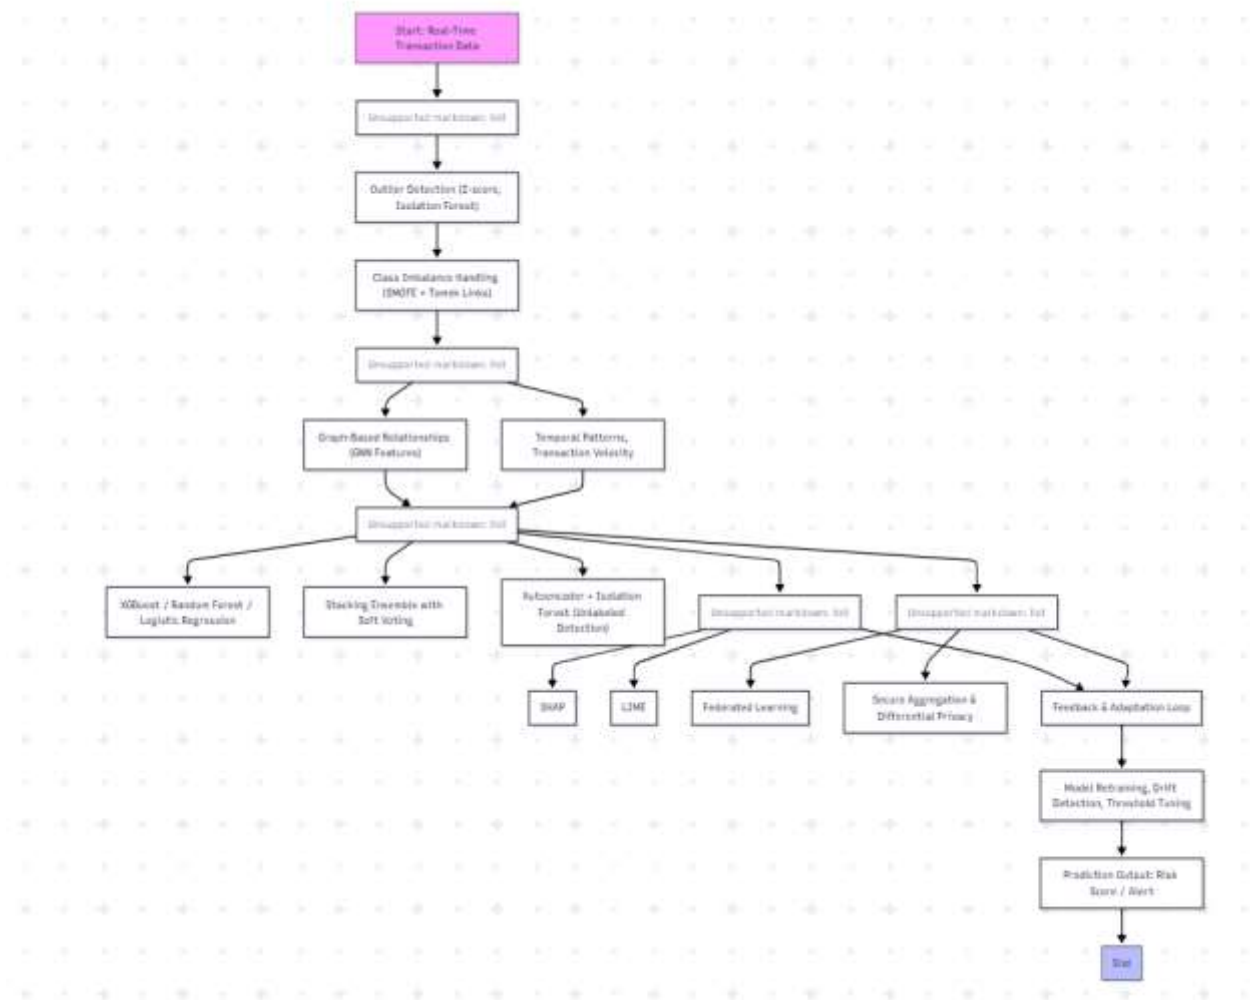 Start: Real-Time
Transaction Data
Unsupported markdown: list
Outlier Detection (Z-score,
Isolation Forest)
Class Imbalance Handling
(SMOTE + Tomek Links)
Unsupported markdown: list
Graph-Based Relationships
(GNN Features)
Temporal Patterns,
Transaction Velocity
Unsupported markdown: list
XGBoost / Random Forest /
Logistic Regression
Stacking Ensemble with
Soft Voting
Autoencoder + Isolation
Forest (Unlabeled
Detection)
Unsupported markdown: list
Unsupported markdown: list
SHAP
LIME
Federated Learning
Secure Aggregation &
Differential Privacy
Feedback & Adaptation Loop
Model Retraining, Drift
Detection, Threshold Tuning
Prediction Output: Risk
Score / Alert